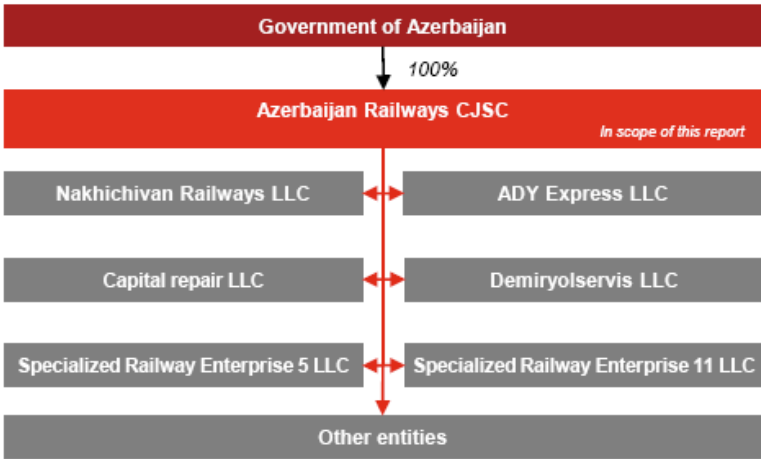 Government of Azerbaijan
100%
Azerbaijan Railways CJSC
In scope of this report
Nakhichivan Railways LLC
ADY Express LLC
Capital repair LLC
Demiryolservis LLC
Specialized Railway Enterprise 5 LLC
Specialized Railway Enterprise 11 LLC
Other entities